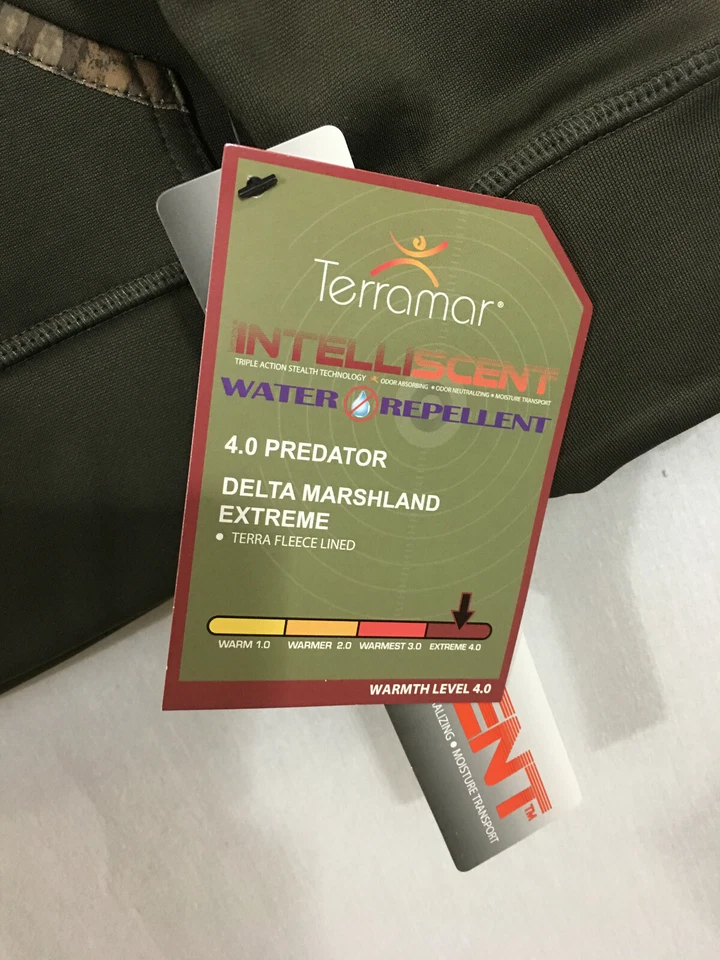 Terramar®
INTELLISCENT
TRIPLE ACTION STEALTH TECHNOLOGY • ODOR ABSORBING • ODOR NEUTRALIZING • MOISTURE TRANSPORT
WATER REPELLENT
4.0 PREDATOR
DELTA MARSHLAND
EXTREME
• TERRA FLEECE LINED
WARM 1.0 WARMER 2.0 WARMEST 3.0 EXTREME 4.0
WARMTH LEVEL 4.0
ENT™
ALIZING • MOISTURE TRANSPORT